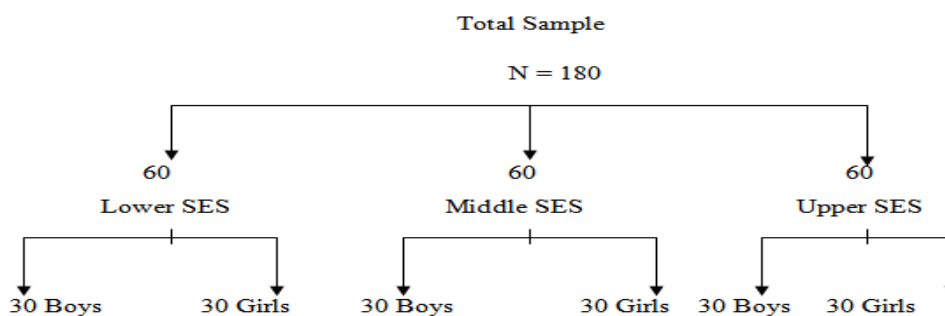 Total Sample
N = 180
60 60 60
Lower SES Middle SES Upper SES
30 Boys 30 Girls 30 Boys 30 Girls 30 Boys 30 Girls